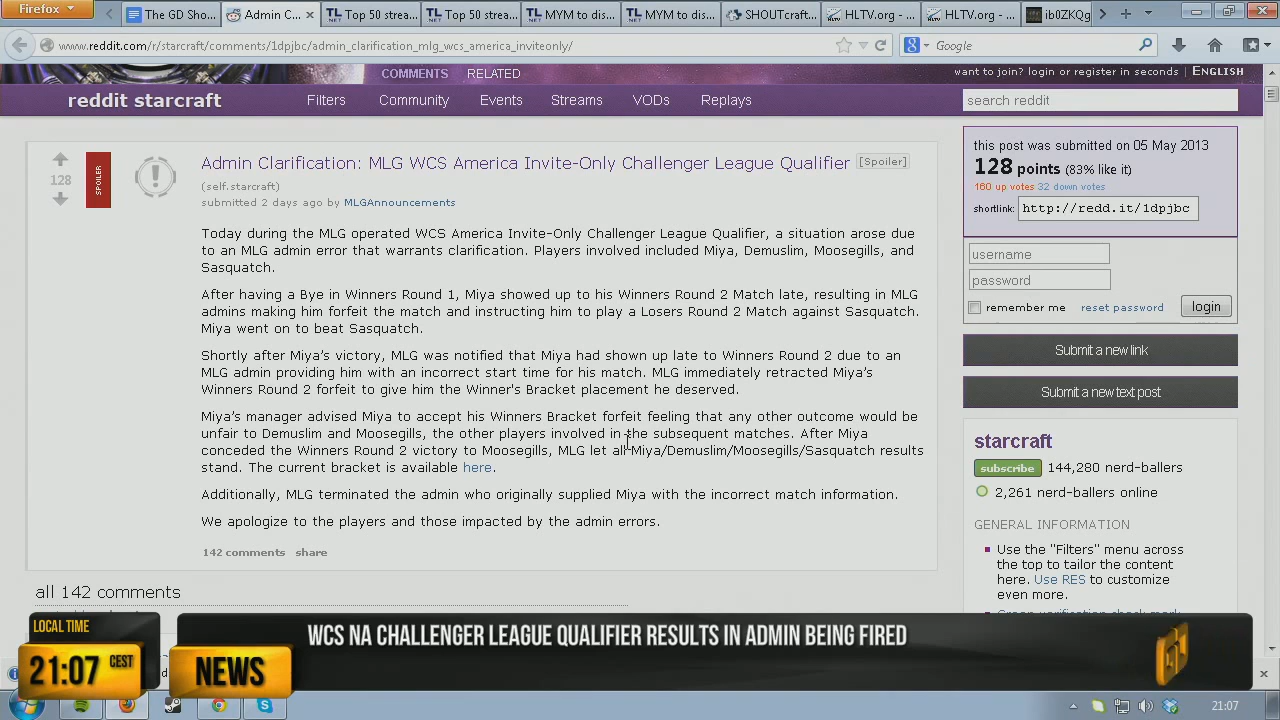 Firefox
The GD Sho...
Admin C...
Top 50 strea...
Top 50 strea...
MYM to dis...
MYM to dis...
SHOUTcraft...
HLTV.org - ...
HLTV.org - ...
ib0ZKQg
www.reddit.com/r/starcraft/comments/1dpjbc/admin_clarification_mlg_wcs_america_inviteonly/
Google
COMMENTS RELATED
want to join? login or register in seconds | ENGLISH
reddit starcraft
Filters Community Events Streams VODs Replays
search reddit
128
SPOILER
Admin Clarification: MLG WCS America Invite-Only Challenger League Qualifier [Spoiler]
(self.starcraft)
submitted 2 days ago by MLGAnnouncements
Today during the MLG operated WCS America Invite-Only Challenger League Qualifier, a situation arose due
to an MLG admin error that warrants clarification. Players involved included Miya, Demuslim, Moosegills, and
Sasquatch.
After having a Bye in Winners Round 1, Miya showed up to his Winners Round 2 Match late, resulting in MLG
admins making him forfeit the match and instructing him to play a Losers Round 2 Match against Sasquatch.
Miya went on to beat Sasquatch.
Shortly after Miya's victory, MLG was notified that Miya had shown up late to Winners Round 2 due to an
MLG admin providing him with an incorrect start time for his match. MLG immediately retracted Miya's
Winners Round 2 forfeit to give him the Winner's Bracket placement he deserved.
Miya's manager advised Miya to accept his Winners Bracket forfeit feeling that any other outcome would be
unfair to Demuslim and Moosegills, the other players involved in the subsequent matches. After Miya
conceded the Winners Round 2 victory to Moosegills, MLG let all Miya/Demuslim/Moosegills/Sasquatch results
stand. The current bracket is available here.
Additionally, MLG terminated the admin who originally supplied Miya with the incorrect match information.
We apologize to the players and those impacted by the admin errors.
142 comments share
all 142 comments
this post was submitted on 05 May 2013
128 points (83% like it)
160 up votes 32 down votes
shortlink: http://redd.it/1dpjbc
username
password
remember me reset password login
Submit a new link
Submit a new text post
starcraft
subscribe 144,280 nerd-ballers
2,261 nerd-ballers online
GENERAL INFORMATION
Use the "Filters" menu across
the top to tailor the content
here. Use RES to customize
even more.
LOCAL TIME
21:07 CEST
NEWS
WCS NA CHALLENGER LEAGUE QUALIFIER RESULTS IN ADMIN BEING FIRED
21:07